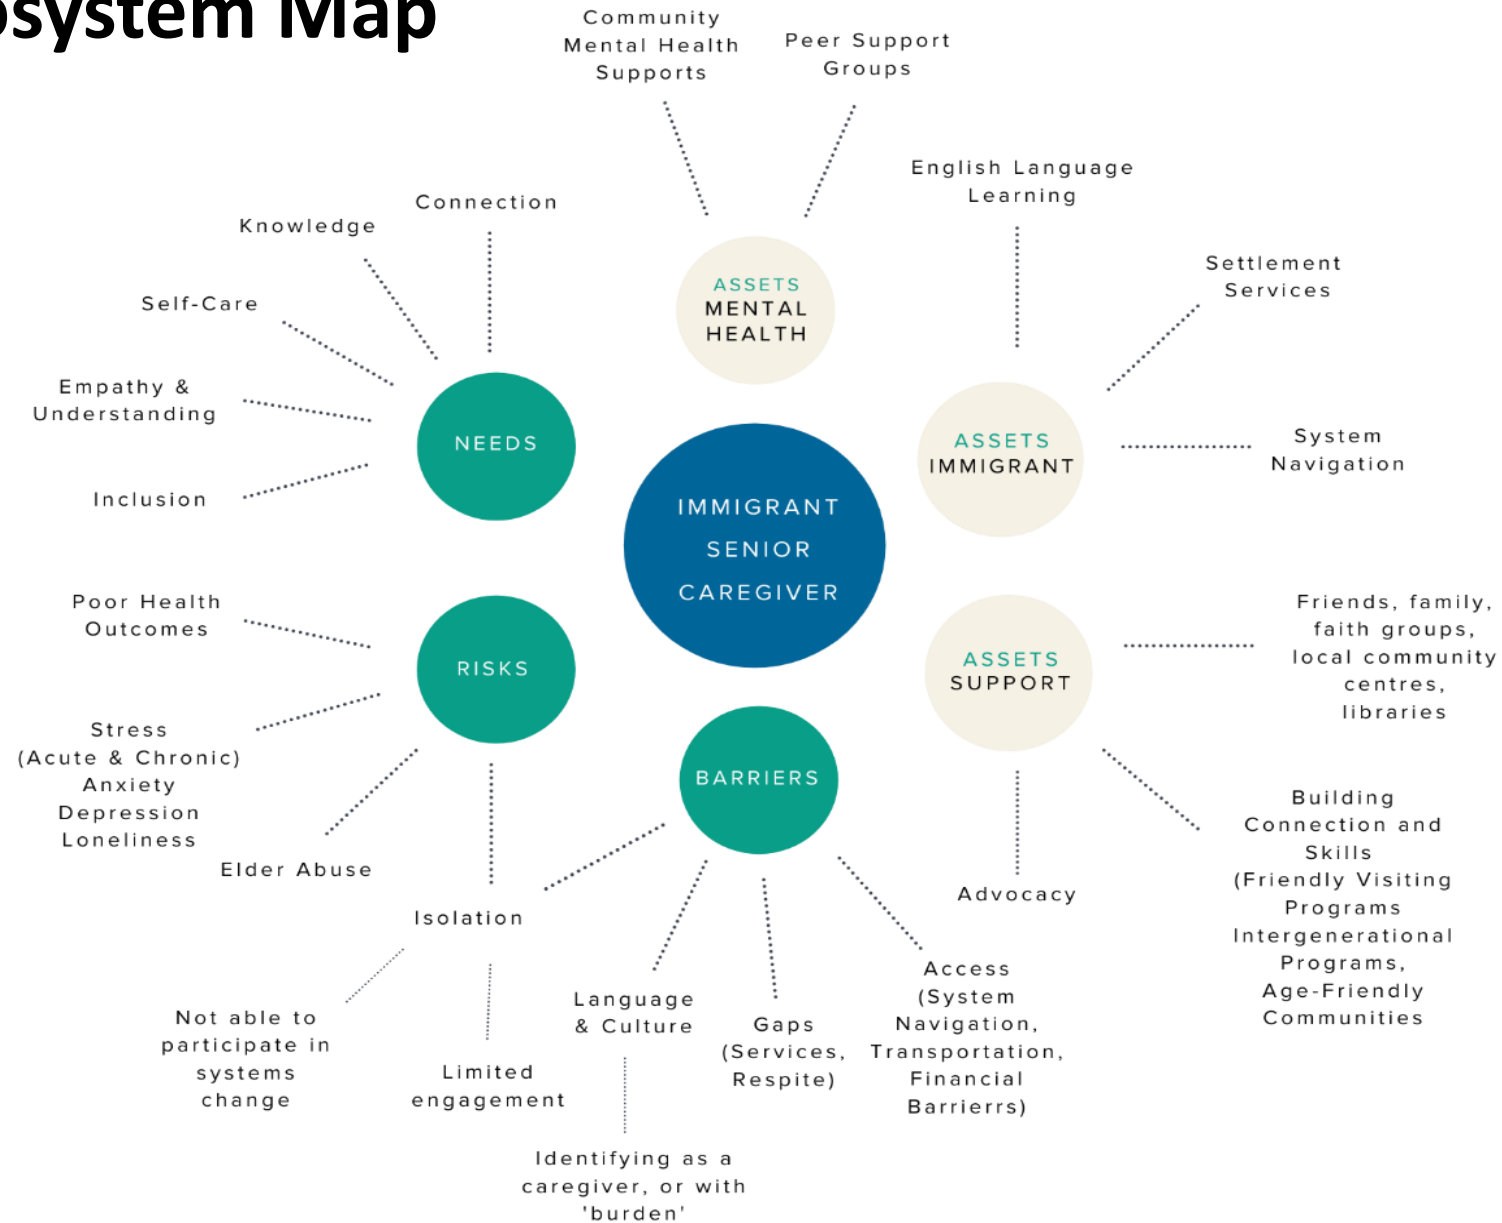 osystem Map
Community
Mental Health
Supports
Peer Support
Groups
English Language
Learning
Settlement
Services
System
Navigation
Connection
Knowledge
Self-Care
Empathy &
Understanding
Inclusion
ASSETS
MENTAL
HEALTH
NEEDS
ASSETS
IMMIGRANT
IMMIGRANT
SENIOR
CAREGIVER
Poor Health
Outcomes
RISKS
ASSETS
SUPPORT
Friends, family,
faith groups,
local community
centres,
libraries
Stress
(Acute & Chronic)
Anxiety
Depression
Loneliness
BARRIERS
Elder Abuse
Isolation
Advocacy
Building
Connection and
Skills
(Friendly Visiting
Programs
Intergenerational
Programs,
Age-Friendly
Communities
Not able to
participate in
systems
change
Limited
engagement
Language
& Culture
Gaps
(Services,
Respite)
Access
(System
Navigation,
Transportation,
Financial
Barrierrs)
Identifying as a
caregiver, or with
'burden'